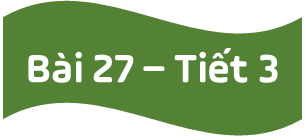 Bài 27 – Tiết 3